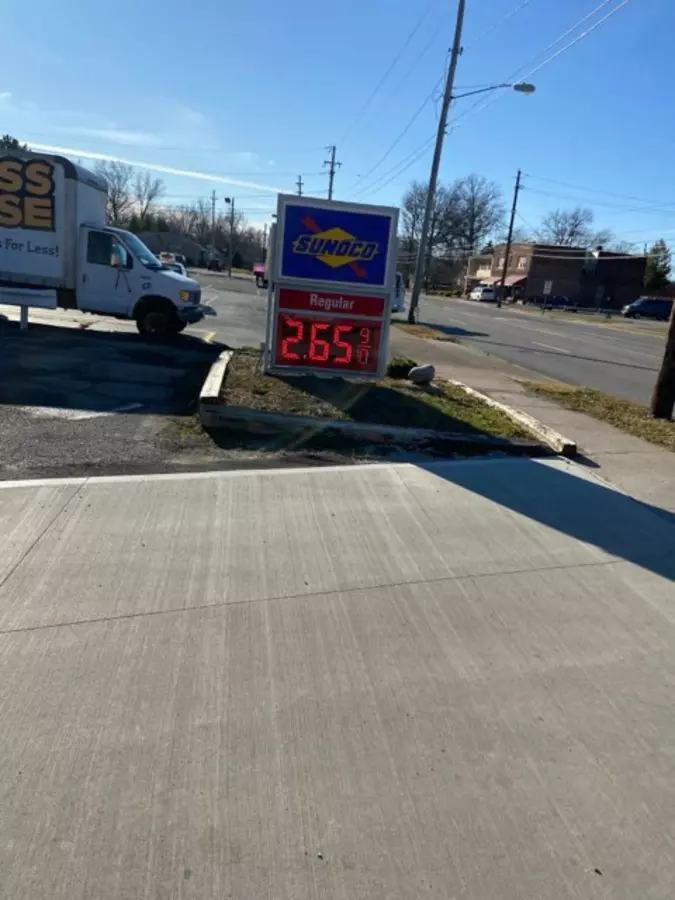 SS
SE
For Less!
SUNOCO
Regular
2.65 9/10